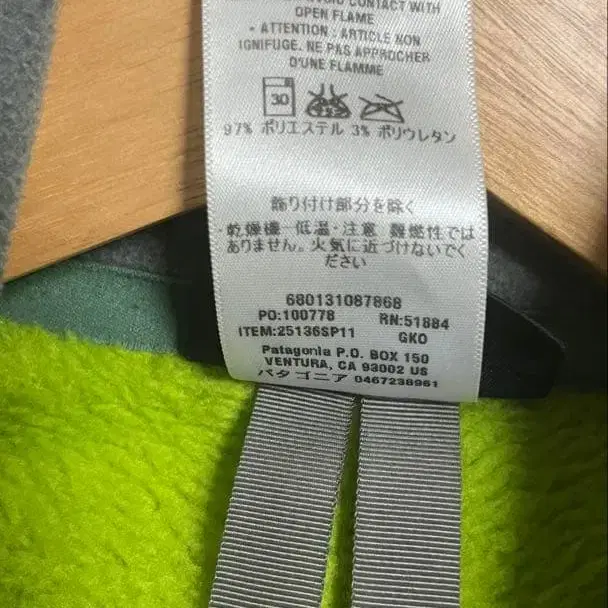 CONTACT WITH
OPEN FLAME
• ATTENTION : ARTICLE NON
IGNIFUGE. NE PAS APPROCHER
D'UNE FLAMME
30
97% ポリエステル 3% ポリウレタン
飾り付け部分を除く
・乾燥機－低温・注意 難燃性では
ありません。火気に近づけないでく
ださい
680131087868
PO:100778 RN:51884
ITEM:25136SP11 GKO
Patagonia P.O. BOX 150
VENTURA, CA 93002 US
パタゴニア 0467238961